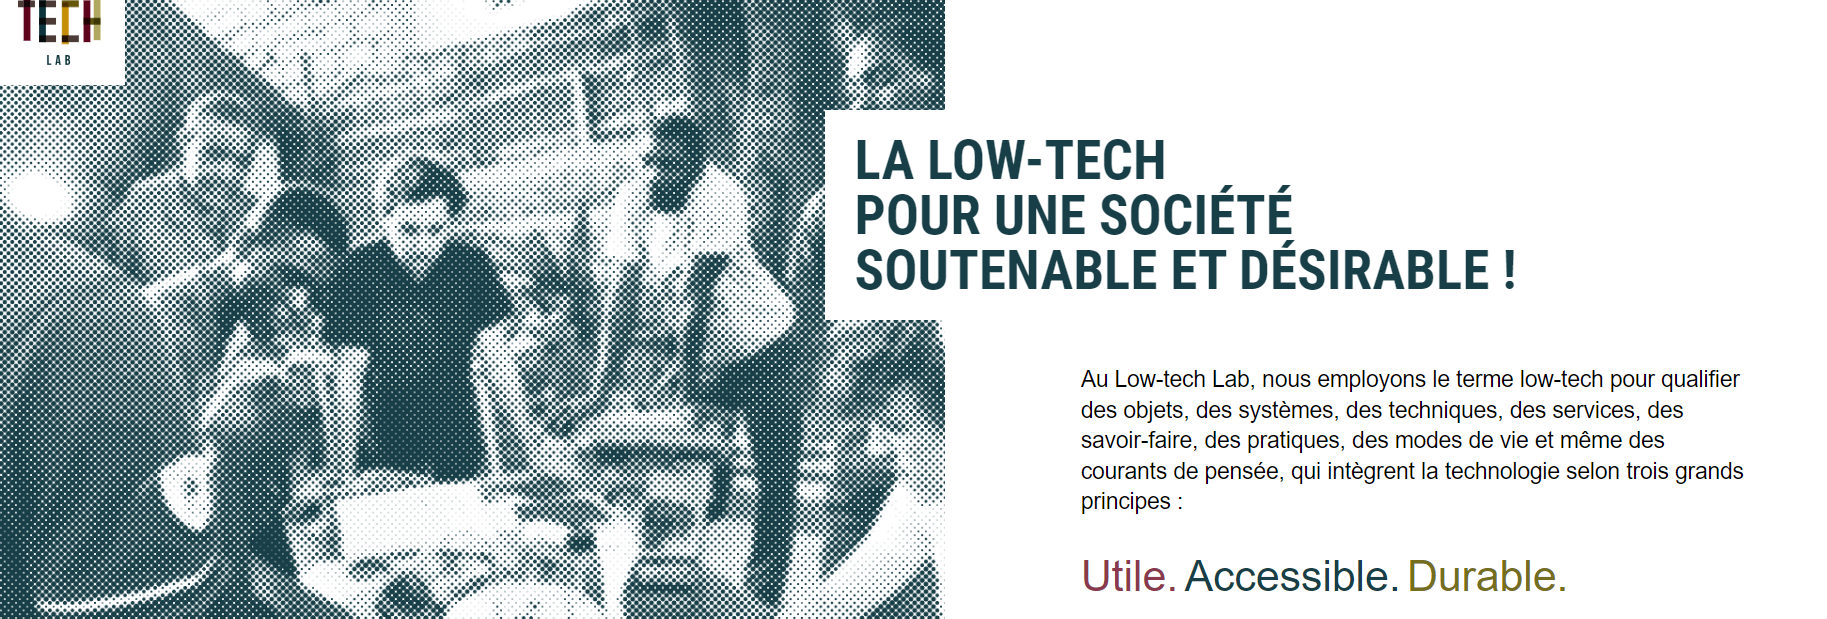 TECH
LAB
LA LOW-TECH
POUR UNE SOCIÉTÉ
SOUTENABLE ET DÉSIRABLE !
Au Low-tech Lab, nous employons le terme low-tech pour qualifier
des objets, des systèmes, des techniques, des services, des
savoir-faire, des pratiques, des modes de vie et même des
courants de pensée, qui intègrent la technologie selon trois grands
principes :
Utile. Accessible. Durable.